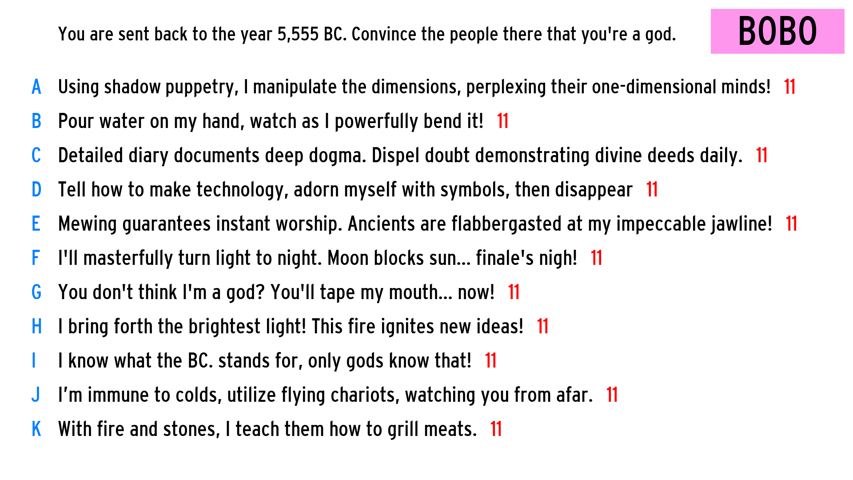 You are sent back to the year 5,555 BC. Convince the people there that you're a god.
BOBO
A Using shadow puppetry, I manipulate the dimensions, perplexing their one-dimensional minds! 11
B Pour water on my hand, watch as I powerfully bend it! 11
C Detailed diary documents deep dogma. Dispel doubt demonstrating divine deeds daily. 11
D Tell how to make technology, adorn myself with symbols, then disappear 11
E Mewing guarantees instant worship. Ancients are flabbergasted at my impeccable jawline! 11
F I'll masterfully turn light to night. Moon blocks sun... finale's nigh! 11
G You don't think I'm a god? You'll tape my mouth... now! 11
H I bring forth the brightest light! This fire ignites new ideas! 11
I I know what the BC. stands for, only gods know that! 11
J I'm immune to colds, utilize flying chariots, watching you from afar. 11
K With fire and stones, I teach them how to grill meats. 11